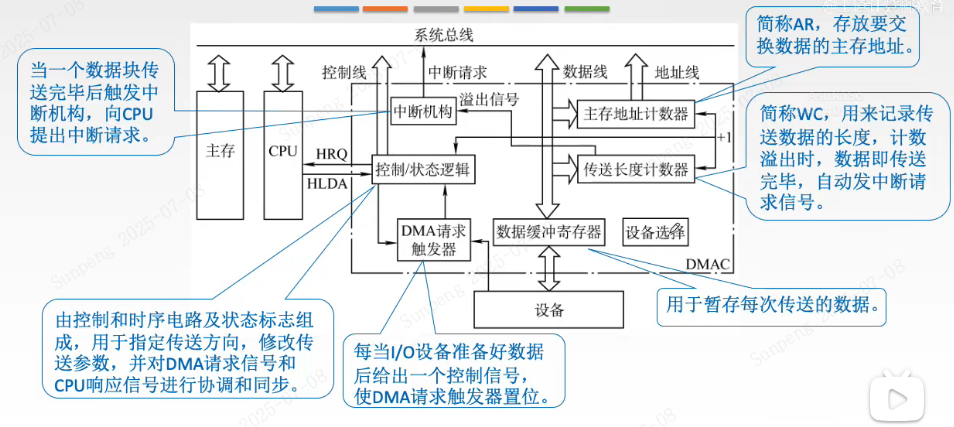 系统总线
简称AR，存放要交
换数据的主存地址。
当一个数据块传
送完毕后触发中
断机构，向CPU
提出中断请求。
控制线
中断请求
数据线
地址线
溢出信号
中断机构
主存地址计数器
+1
简称WC，用来记录传
送数据的长度，计数
溢出时，数据即传送
完毕，自动发中断请
求信号。
主存
CPU
HRQ
HLDA
控制/状态逻辑
传送长度计数器
DMA请求
触发器
数据缓冲寄存器
设备选择
DMAC
设备
用于暂存每次传送的数据。
由控制和时序电路及状态标志组
成，用于指定传送方向，修改传
送参数，并对DMA请求信号和
CPU响应信号进行协调和同步。
每当I/O设备准备好数据
后给出一个控制信号，
使DMA请求触发器置位。
Sunpeng 2025-07-08